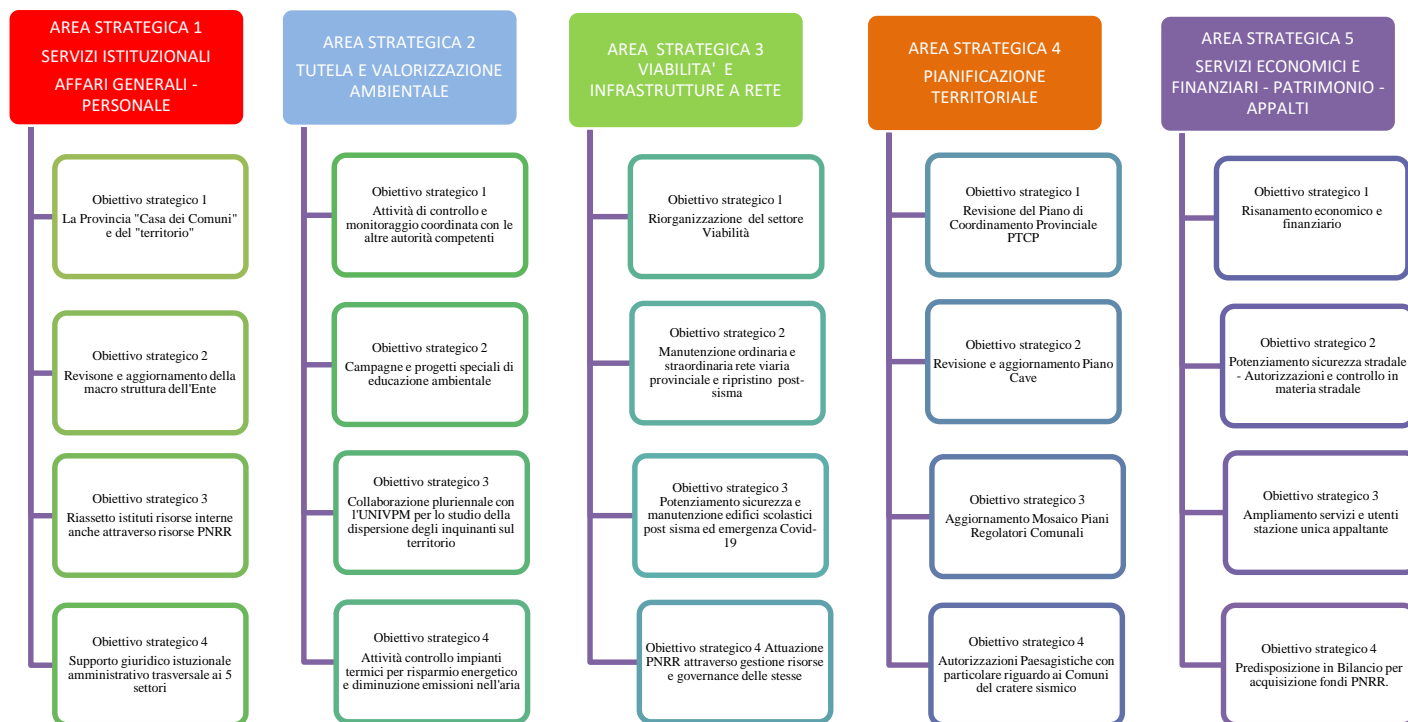 AREA STRATEGICA 1
SERVIZI ISTITUZIONALI
AFFARI GENERALI -
PERSONALE
Obiettivo strategico 1
La Provincia "Casa dei Comuni"
e del "territorio"
Obiettivo strategico 2
Revisone e aggiornamento della
macro struttura dell'Ente
Obiettivo strategico 3
Riassetto istituti risorse interne
anche attraverso risorse PNRR
Obiettivo strategico 4
Supporto giuridico istuzionale
amministrativo trasversale ai 5
settori
AREA STRATEGICA 2
TUTELA E VALORIZZAZIONE
AMBIENTALE
Obiettivo strategico 1
Attività di controllo e
monitoraggio coordinata con le
altre autorità competenti
Obiettivo strategico 2
Campagne e progetti speciali di
educazione ambientale
Obiettivo strategico 3
Collaborazione pluriennale con
l'UNIVPM per lo studio della
dispersione degli inquinanti sul
territorio
Obiettivo strategico 4
Attività controllo impianti
termici per risparmio energetico
e diminuzione emissioni nell'aria
AREA STRATEGICA 3
VIABILITA' E
INFRASTRUTTURE A RETE
Obiettivo strategico 1
Riorganizzazione del settore
Viabilità
Obiettivo strategico 2
Manutenzione ordinaria e
straordinaria rete viaria
provinciale e ripristino post-
sisma
Obiettivo strategico 3
Potenziamento sicurezza e
manutenzione edifici scolastici
post sisma ed emergenza Covid-
19
Obiettivo strategico 4 Attuazione
PNRR attraverso gestione risorse
e governance delle stesse
AREA STRATEGICA 4
PIANIFICAZIONE
TERRITORIALE
Obiettivo strategico 1
Revisione del Piano di
Coordinamento Provinciale
PTCP
Obiettivo strategico 2
Revisione e aggiornamento Piano
Cave
Obiettivo strategico 3
Aggiornamento Mosaico Piani
Regolatori Comunali
Obiettivo strategico 4
Autorizzazioni Paesagistiche con
particolare riguardo ai Comuni
del cratere sismico
AREA STRATEGICA 5
SERVIZI ECONOMICI E
FINANZIARI - PATRIMONIO -
APPALTI
Obiettivo strategico 1
Risanamento economico e
finanziario
Obiettivo strategico 2
Potenziamento sicurezza stradale
- Autorizzazioni e controllo in
materia stradale
Obiettivo strategico 3
Ampliamento servizi e utenti
stazione unica appaltante
Obiettivo strategico 4
Predisposizione in Bilancio per
acquisizione fondi PNRR.